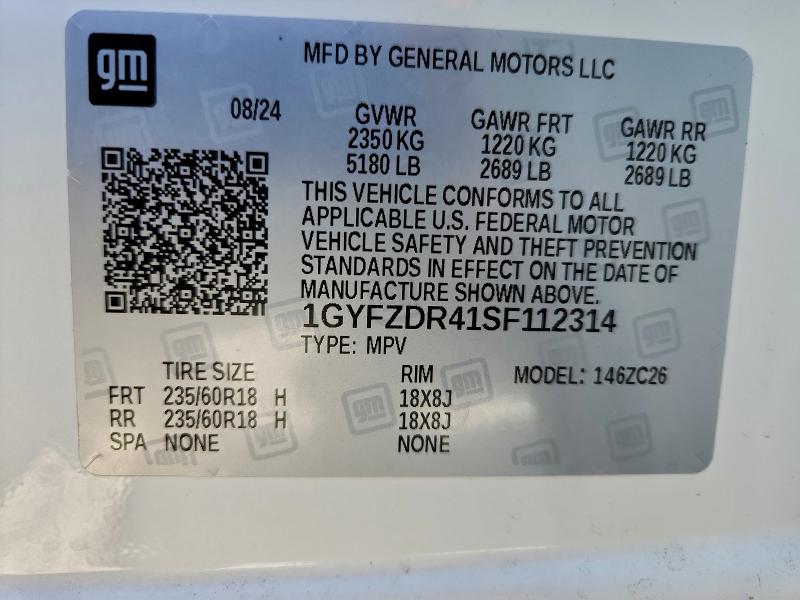 gm
MFD BY GENERAL MOTORS LLC
08/24
GVWR
2350 KG
5180 LB
GAWR FRT
1220 KG
2689 LB
GAWR RR
1220 KG
2689 LB
THIS VEHICLE CONFORMS TO ALL
APPLICABLE U.S. FEDERAL MOTOR
VEHICLE SAFETY AND THEFT PREVENTION
STANDARDS IN EFFECT ON THE DATE OF
MANUFACTURE SHOWN ABOVE.
1GYFZDR41SF112314
TYPE: MPV
TIRE SIZE RIM MODEL: 146ZC26
FRT 235/60R18 H 18X8J
RR 235/60R18 H 18X8J
SPA NONE NONE